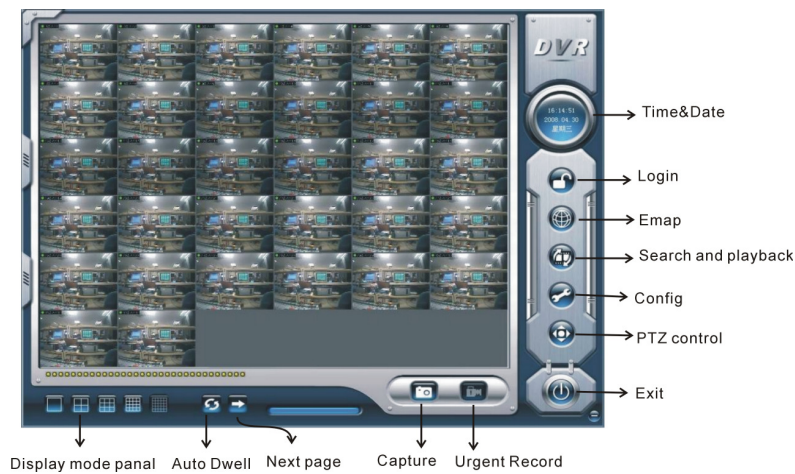 DVR
16:14:51
2008.04.30
星期三
Time&Date
Login
Emap
Search and playback
Config
PTZ control
Exit
Display mode panal
Auto Dwell
Next page
Capture
Urgent Record